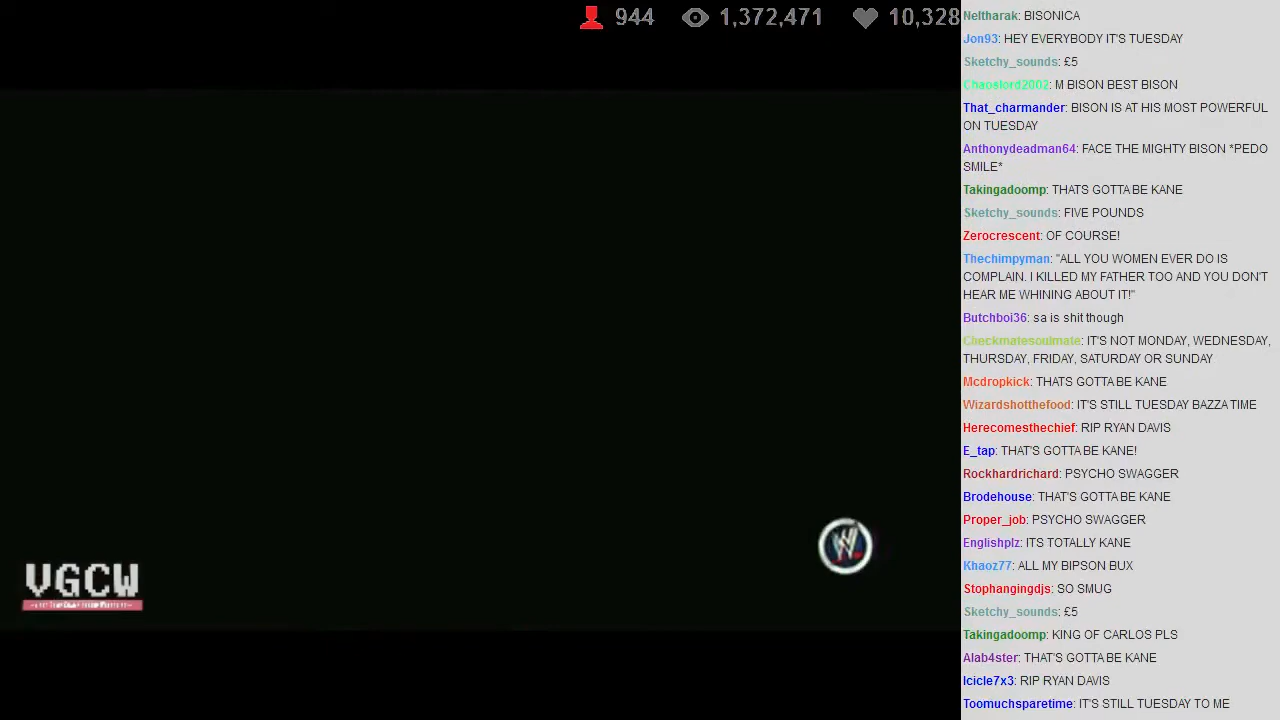 944 1,372,471 10,328
Neltharak: BISONICA
Jon93: HEY EVERYBODY IT'S TUESDAY
Sketchy_sounds: £5
Chaoslord2002: M BISON BEST BISON
That_charmander: BISON IS AT HIS MOST POWERFUL
ON TUESDAY
Anthonydeadman64: FACE THE MIGHTY BISON *PEDO
SMILE*
Takingadoomp: THATS GOTTA BE KANE
Sketchy_sounds: FIVE POUNDS
Zerocrescent: OF COURSE!
Thechimpyman: "ALL YOU WOMEN EVER DO IS
COMPLAIN. I KILLED MY FATHER TOO AND YOU DON'T
HEAR ME WHINING ABOUT IT!"
Butchboi36: sa is shit though
Checkmatesoulmate: IT'S NOT MONDAY, WEDNESDAY,
THURSDAY, FRIDAY, SATURDAY OR SUNDAY
Mcdropkick: THATS GOTTA BE KANE
Wizardshotthefood: IT'S STILL TUESDAY BAZZA TIME
Herecomesthechief: RIP RYAN DAVIS
E_tap: THAT'S GOTTA BE KANE!
Rockhardrichard: PSYCHO SWAGGER
Brodehouse: THAT'S GOTTA BE KANE
Proper_job: PSYCHO SWAGGER
Englishplz: ITS TOTALLY KANE
Khaoz77: ALL MY BIPSON BUX
Stophangingdjs: SO SMUG
Sketchy_sounds: £5
Takingadoomp: KING OF CARLOS PLS
Alab4ster: THAT'S GOTTA BE KANE
Icicle7x3: RIP RYAN DAVIS
Toomuchsparetime: IT'S STILL TUESDAY TO ME
VGCW
W